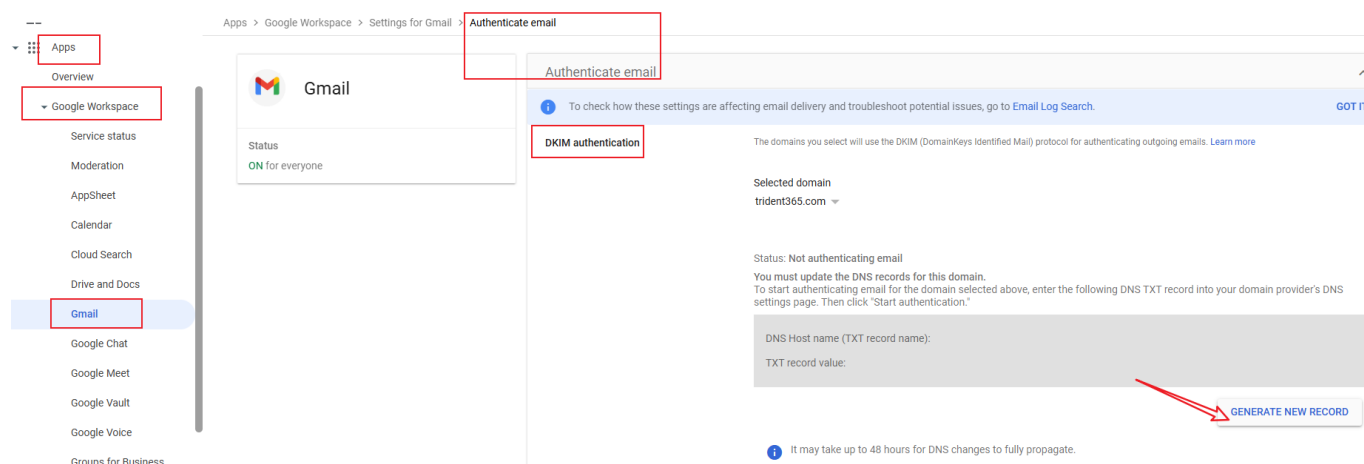 Apps > Google Workspace > Settings for Gmail > Authenticate email
Apps
Overview
Google Workspace
Service status
Moderation
AppSheet
Calendar
Cloud Search
Drive and Docs
Gmail
Google Chat
Google Meet
Google Vault
Google Voice
Groups for Business
Gmail
Status
ON for everyone
Authenticate email
To check how these settings are affecting email delivery and troubleshoot potential issues, go to Email Log Search.
GOT IT
DKIM authentication
The domains you select will use the DKIM (DomainKeys Identified Mail) protocol for authenticating outgoing emails. Learn more
Selected domain
trident365.com
Status: Not authenticating email
You must update the DNS records for this domain.
To start authenticating email for the domain selected above, enter the following DNS TXT record into your domain provider's DNS
settings page. Then click "Start authentication."
DNS Host name (TXT record name):
TXT record value:
GENERATE NEW RECORD
It may take up to 48 hours for DNS changes to fully propagate.